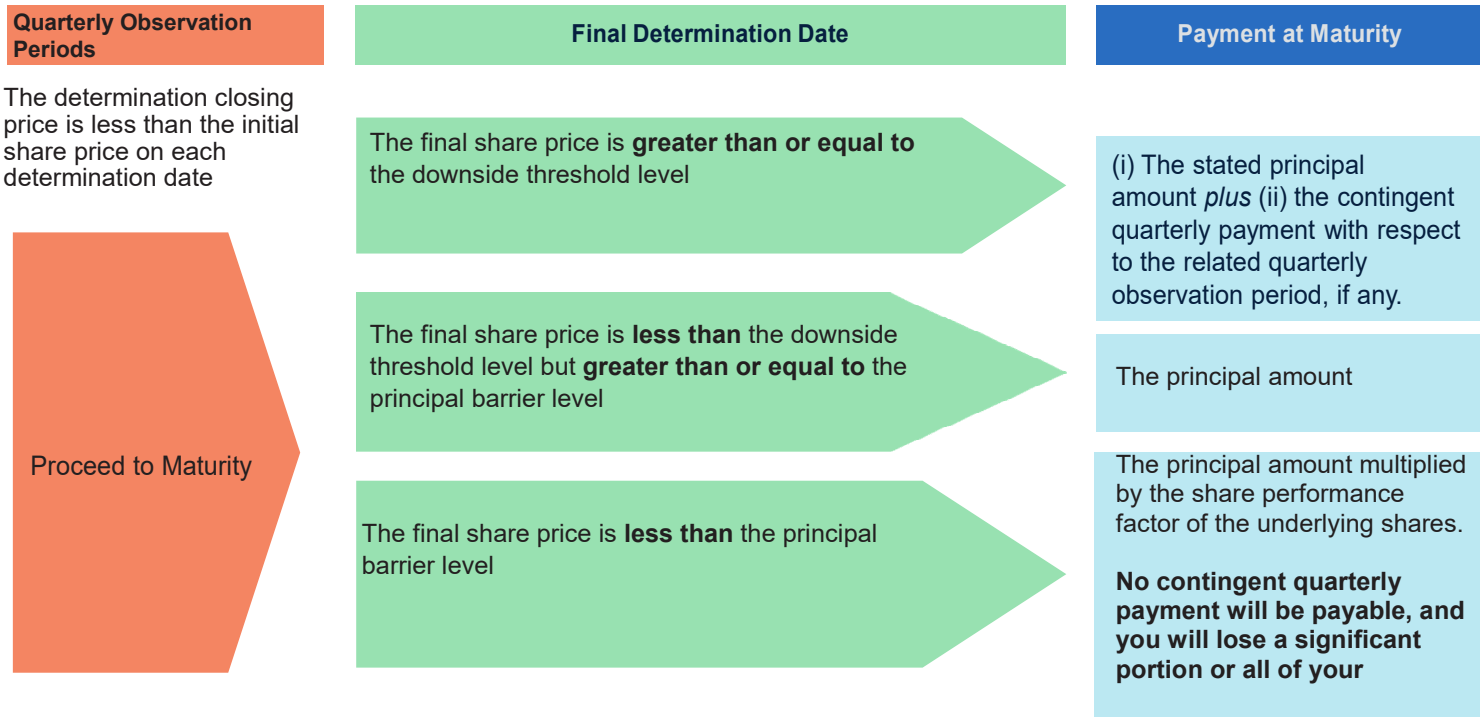 Quarterly Observation
Periods
Final Determination Date
Payment at Maturity
The determination closing
price is less than the initial
share price on each
determination date
Proceed to Maturity
The final share price is greater than or equal to
the downside threshold level
(i) The stated principal
amount plus (ii) the contingent
quarterly payment with respect
to the related quarterly
observation period, if any.
The final share price is less than the downside
threshold level but greater than or equal to the
principal barrier level
The principal amount
The final share price is less than the principal
barrier level
The principal amount multiplied
by the share performance
factor of the underlying shares.
No contingent quarterly
payment will be payable, and
you will lose a significant
portion or all of your